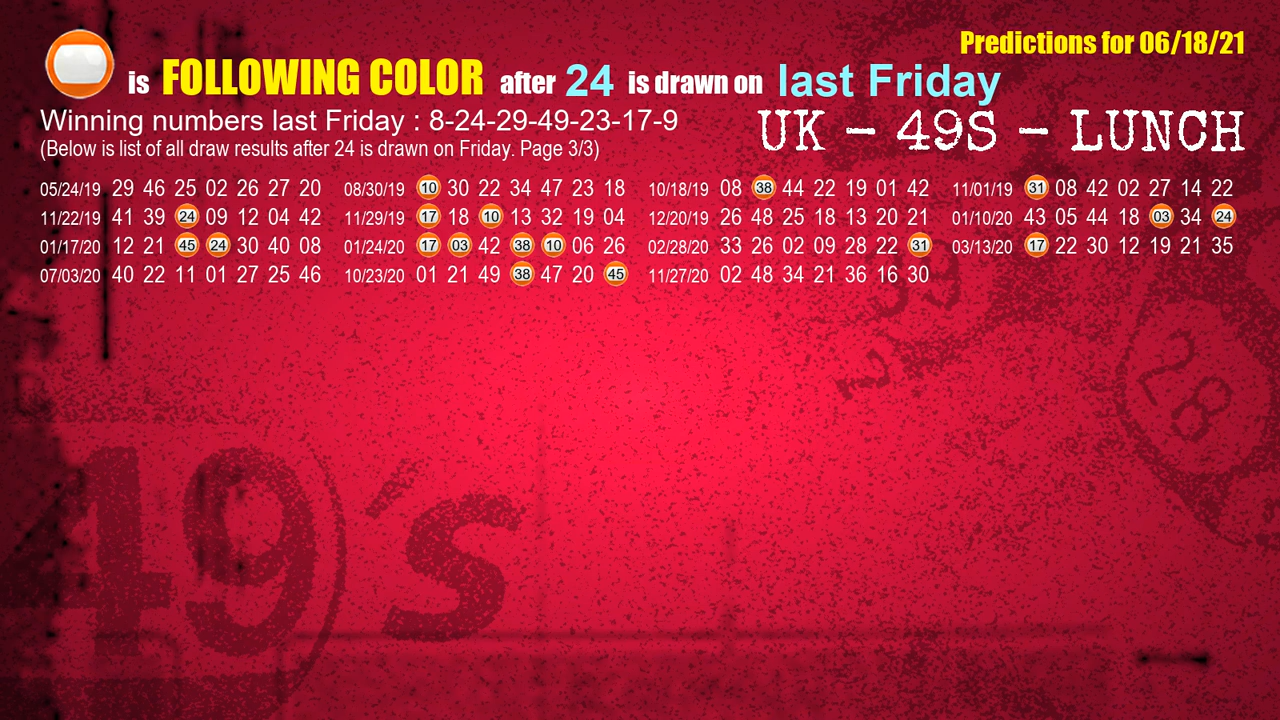 Predictions for 06/18/21
is FOLLOWING COLOR after 24 is drawn on last Friday
Winning numbers last Friday : 8-24-29-49-23-17-9
(Below is list of all draw results after 24 is drawn on Friday. Page 3/3)
UK - 49S - LUNCH
05/24/19 29 46 25 02 26 27 20 08/30/19 10 30 22 34 47 23 18 10/18/19 08 38 44 22 19 01 42 11/01/19 31 08 42 02 27 14 22
11/22/19 41 39 24 09 12 04 42 11/29/19 17 18 10 13 32 19 04 12/20/19 26 48 25 18 13 20 21 01/10/20 43 05 44 18 03 34 24
01/17/20 12 21 45 24 30 40 08 01/24/20 17 03 42 38 10 06 26 02/28/20 33 26 02 09 28 22 31 03/13/20 17 22 30 12 19 21 35
07/03/20 40 22 11 01 27 25 46 10/23/20 01 21 49 38 47 20 45 11/27/20 02 48 34 21 36 16 30
39
28
49's